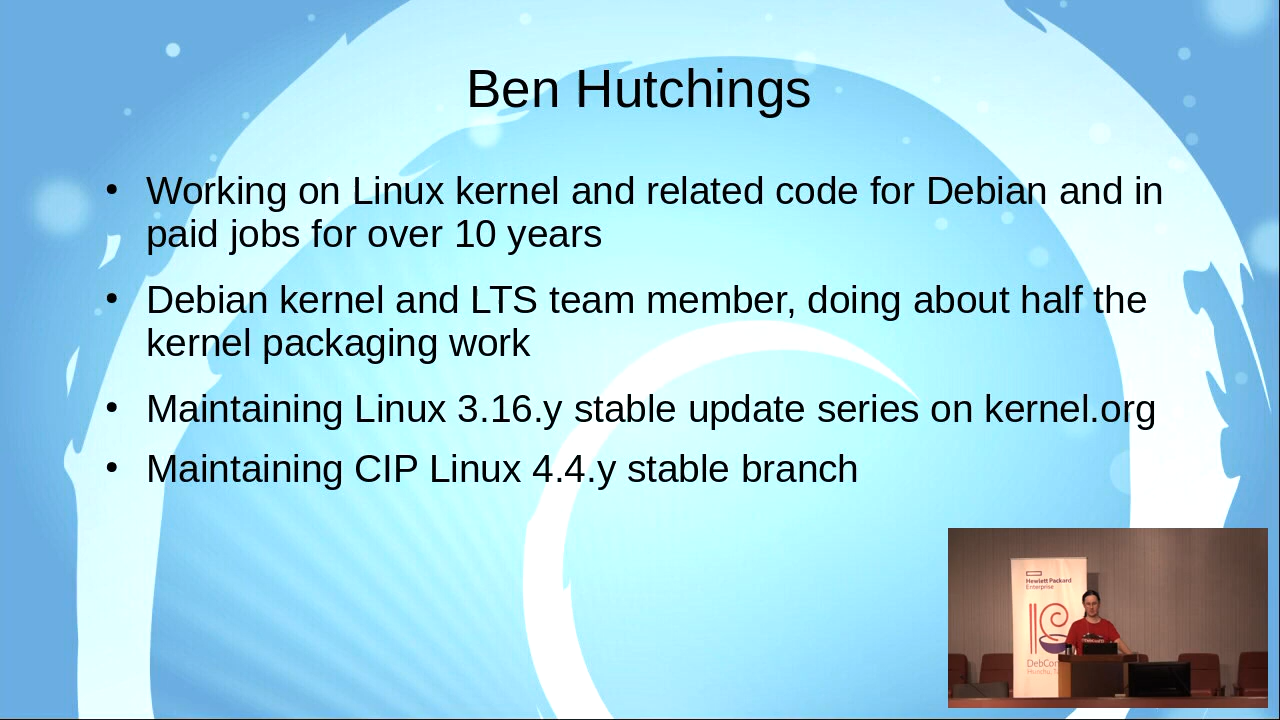 Ben Hutchings
• Working on Linux kernel and related code for Debian and in
paid jobs for over 10 years
• Debian kernel and LTS team member, doing about half the
kernel packaging work
• Maintaining Linux 3.16.y stable update series on kernel.org
• Maintaining CIP Linux 4.4.y stable branch
Hewlett Packard
Enterprise